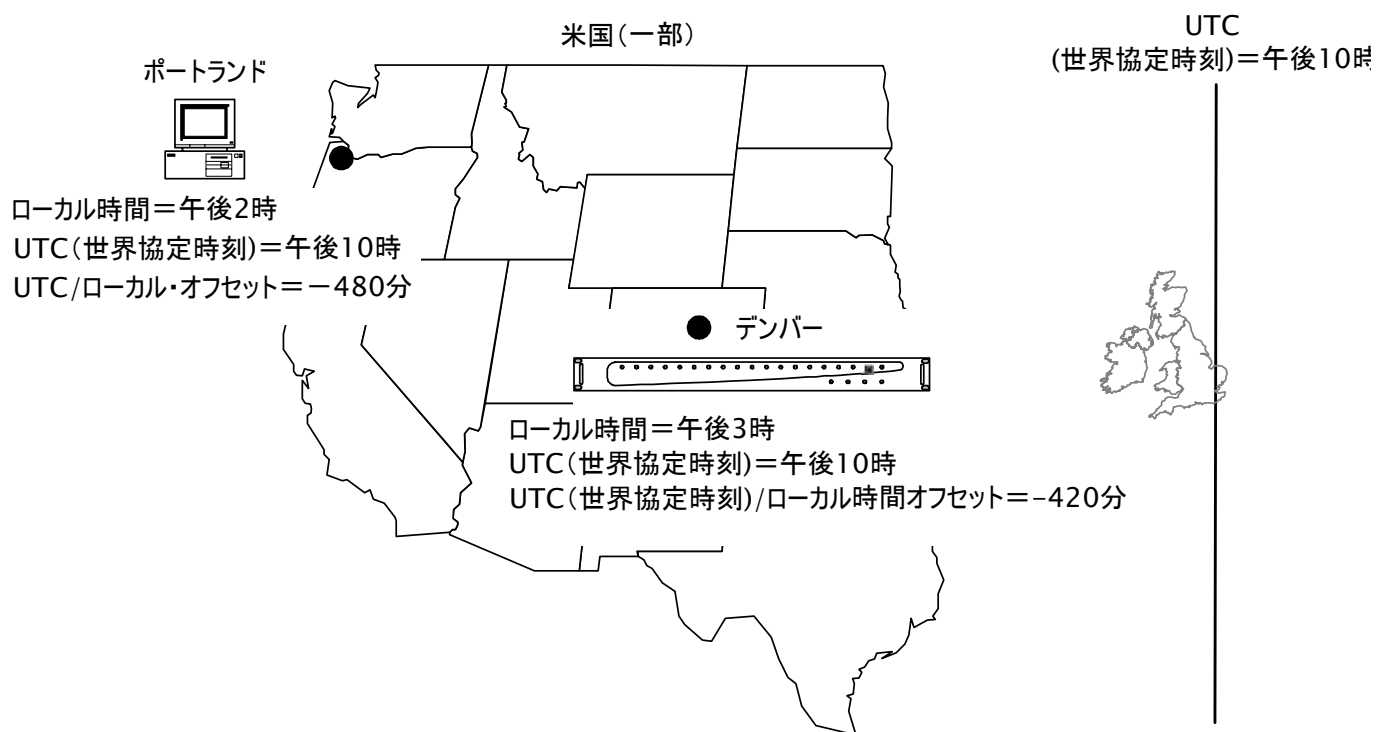 米国(一部)
UTC
(世界協定時刻)＝午後10時
ポートランド
ローカル時間＝午後2時
UTC(世界協定時刻)＝午後10時
UTC/ローカル・オフセット＝－480分
デンバー
ローカル時間＝午後3時
UTC(世界協定時刻)＝午後10時
UTC(世界協定時刻)/ローカル時間オフセット＝–420分